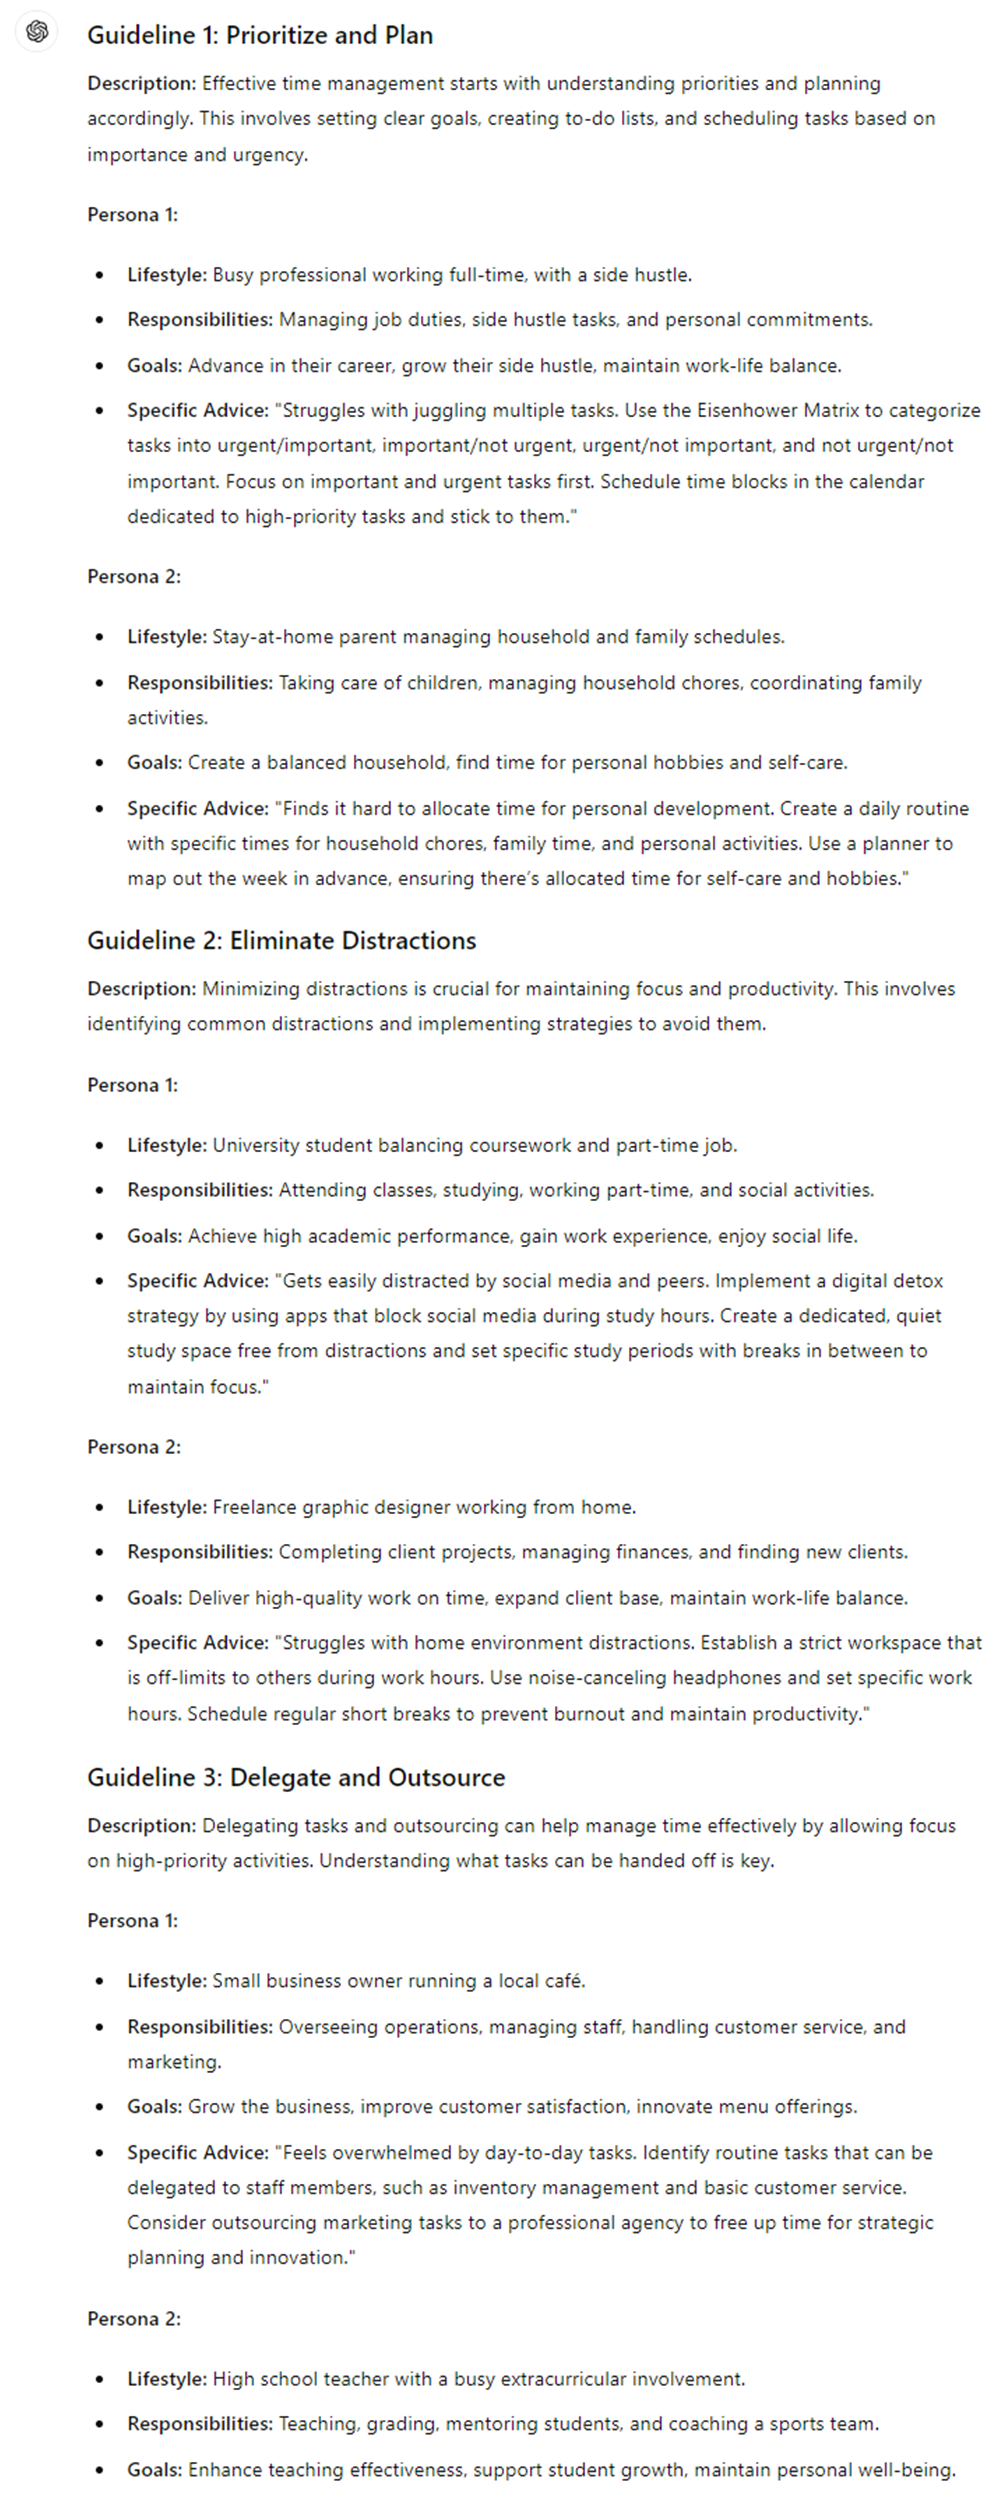 Guideline 1: Prioritize and Plan
Description: Effective time management starts with understanding priorities and planning
accordingly. This involves setting clear goals, creating to-do lists, and scheduling tasks based on
importance and urgency.
Persona 1:
• Lifestyle: Busy professional working full-time, with a side hustle.
• Responsibilities: Managing job duties, side hustle tasks, and personal commitments.
• Goals: Advance in their career, grow their side hustle, maintain work-life balance.
• Specific Advice: "Struggles with juggling multiple tasks. Use the Eisenhower Matrix to categorize
tasks into urgent/important, important/not urgent, urgent/not important, and not urgent/not
important. Focus on important and urgent tasks first. Schedule time blocks in the calendar
dedicated to high-priority tasks and stick to them."
Persona 2:
• Lifestyle: Stay-at-home parent managing household and family schedules.
• Responsibilities: Taking care of children, managing household chores, coordinating family
activities.
• Goals: Create a balanced household, find time for personal hobbies and self-care.
• Specific Advice: "Finds it hard to allocate time for personal development. Create a daily routine
with specific times for household chores, family time, and personal activities. Use a planner to
map out the week in advance, ensuring there's allocated time for self-care and hobbies."
Guideline 2: Eliminate Distractions
Description: Minimizing distractions is crucial for maintaining focus and productivity. This involves
identifying common distractions and implementing strategies to avoid them.
Persona 1:
• Lifestyle: University student balancing coursework and part-time job.
• Responsibilities: Attending classes, studying, working part-time, and social activities.
• Goals: Achieve high academic performance, gain work experience, enjoy social life.
• Specific Advice: "Gets easily distracted by social media and peers. Implement a digital detox
strategy by using apps that block social media during study hours. Create a dedicated, quiet
study space free from distractions and set specific study periods with breaks in between to
maintain focus."
Persona 2:
• Lifestyle: Freelance graphic designer working from home.
• Responsibilities: Completing client projects, managing finances, and finding new clients.
• Goals: Deliver high-quality work on time, expand client base, maintain work-life balance.
• Specific Advice: "Struggles with home environment distractions. Establish a strict workspace that
is off-limits to others during work hours. Use noise-canceling headphones and set specific work
hours. Schedule regular short breaks to prevent burnout and maintain productivity."
Guideline 3: Delegate and Outsource
Description: Delegating tasks and outsourcing can help manage time effectively by allowing focus
on high-priority activities. Understanding what tasks can be handed off is key.
Persona 1:
• Lifestyle: Small business owner running a local café.
• Responsibilities: Overseeing operations, managing staff, handling customer service, and
marketing.
• Goals: Grow the business, improve customer satisfaction, innovate menu offerings.
• Specific Advice: "Feels overwhelmed by day-to-day tasks. Identify routine tasks that can be
delegated to staff members, such as inventory management and basic customer service.
Consider outsourcing marketing tasks to a professional agency to free up time for strategic
planning and innovation."
Persona 2:
• Lifestyle: High school teacher with a busy extracurricular involvement.
• Responsibilities: Teaching, grading, mentoring students, and coaching a sports team.
• Goals: Enhance teaching effectiveness, support student growth, maintain personal well-being.